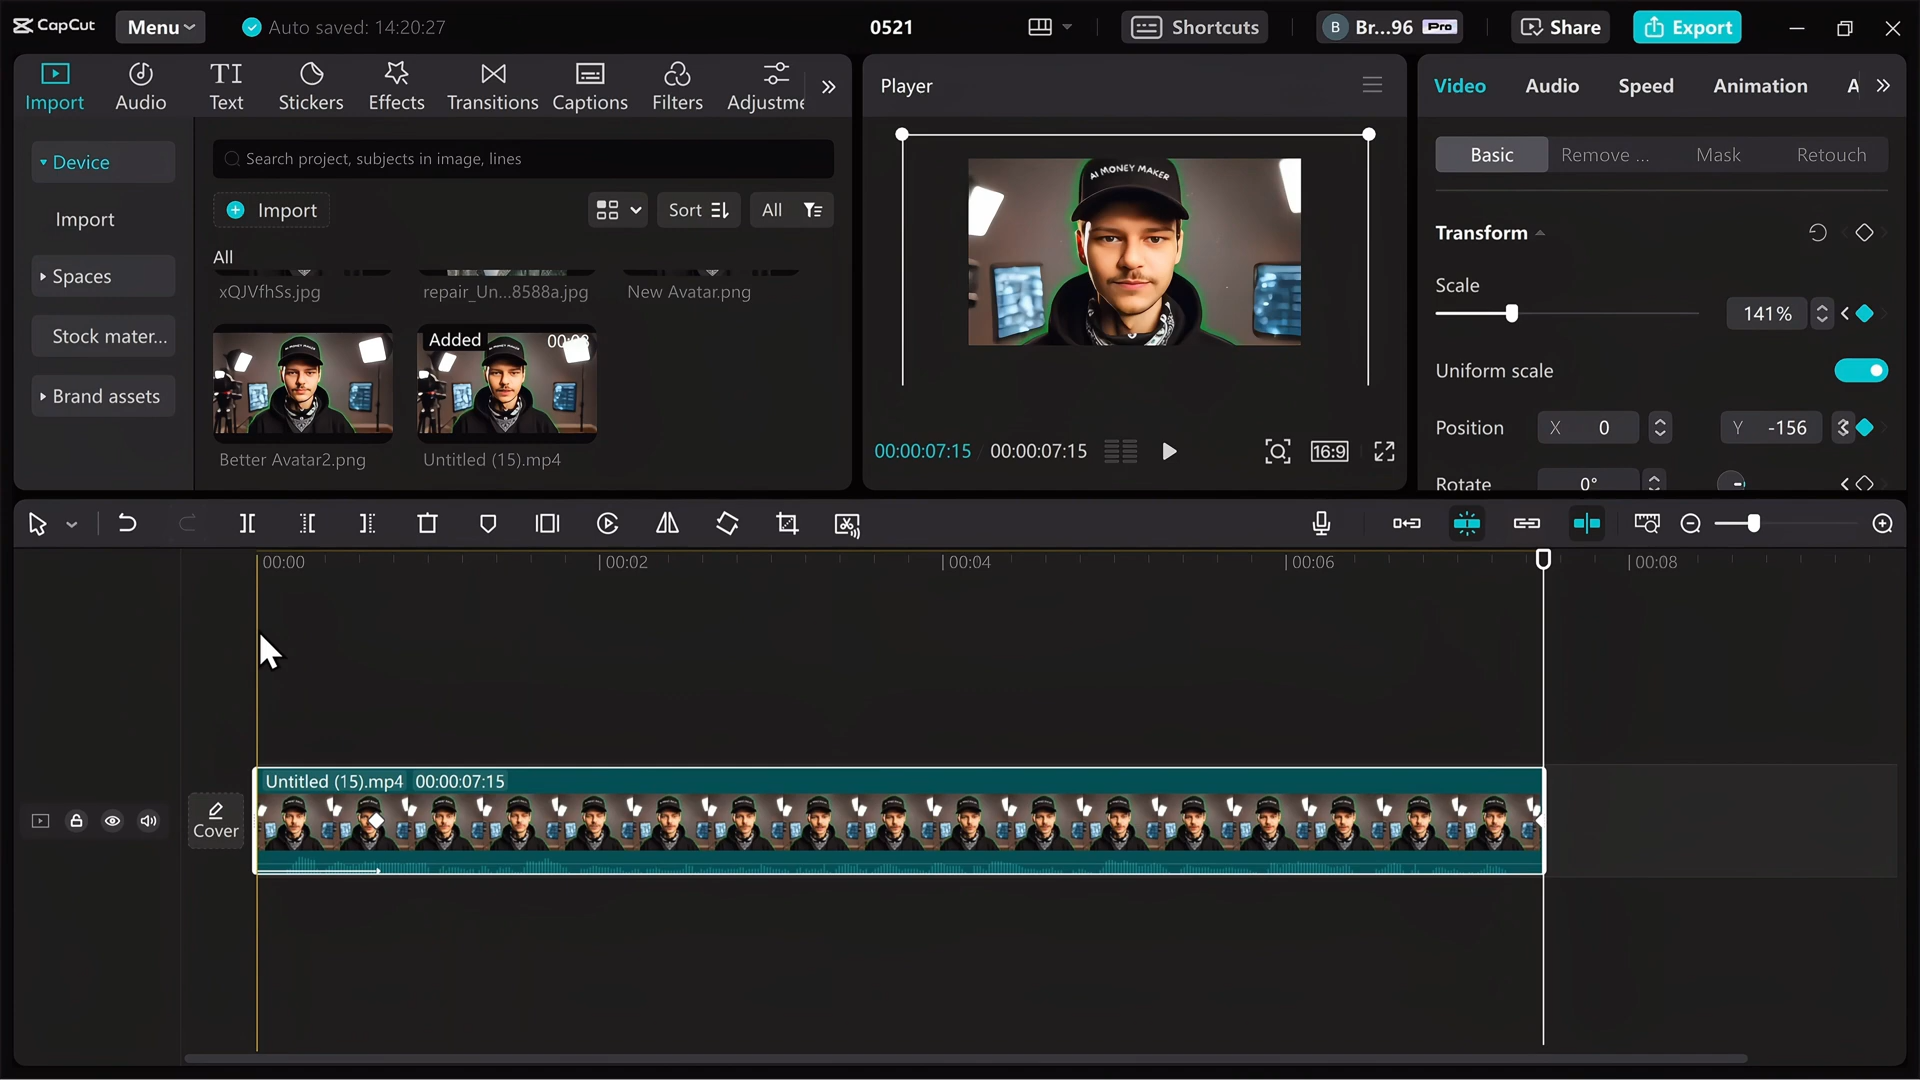 CapCut Menu Auto saved: 14:20:27 0521 Shortcuts B Br...96 Pro Share Export
Import Audio Text Stickers Effects Transitions Captions Filters Adjustme
Device
Import
Spaces
Stock mater...
Brand assets
Search project, subjects in image, lines
Import Sort All
All
xQJVfhSs.jpg repair_Un...8588a.jpg New Avatar.png
Added
Better Avatar2.png Untitled (15).mp4
Player
AI MONEY MAKER
00:00:07:15 00:00:07:15 16:9
Video Audio Speed Animation A
Basic Remove ... Mask Retouch
Transform
Scale
141%
Uniform scale
Position X 0 Y -156
Rotate 0°
00:00 00:02 00:04 00:06 00:08
Untitled (15).mp4 00:00:07:15
Cover